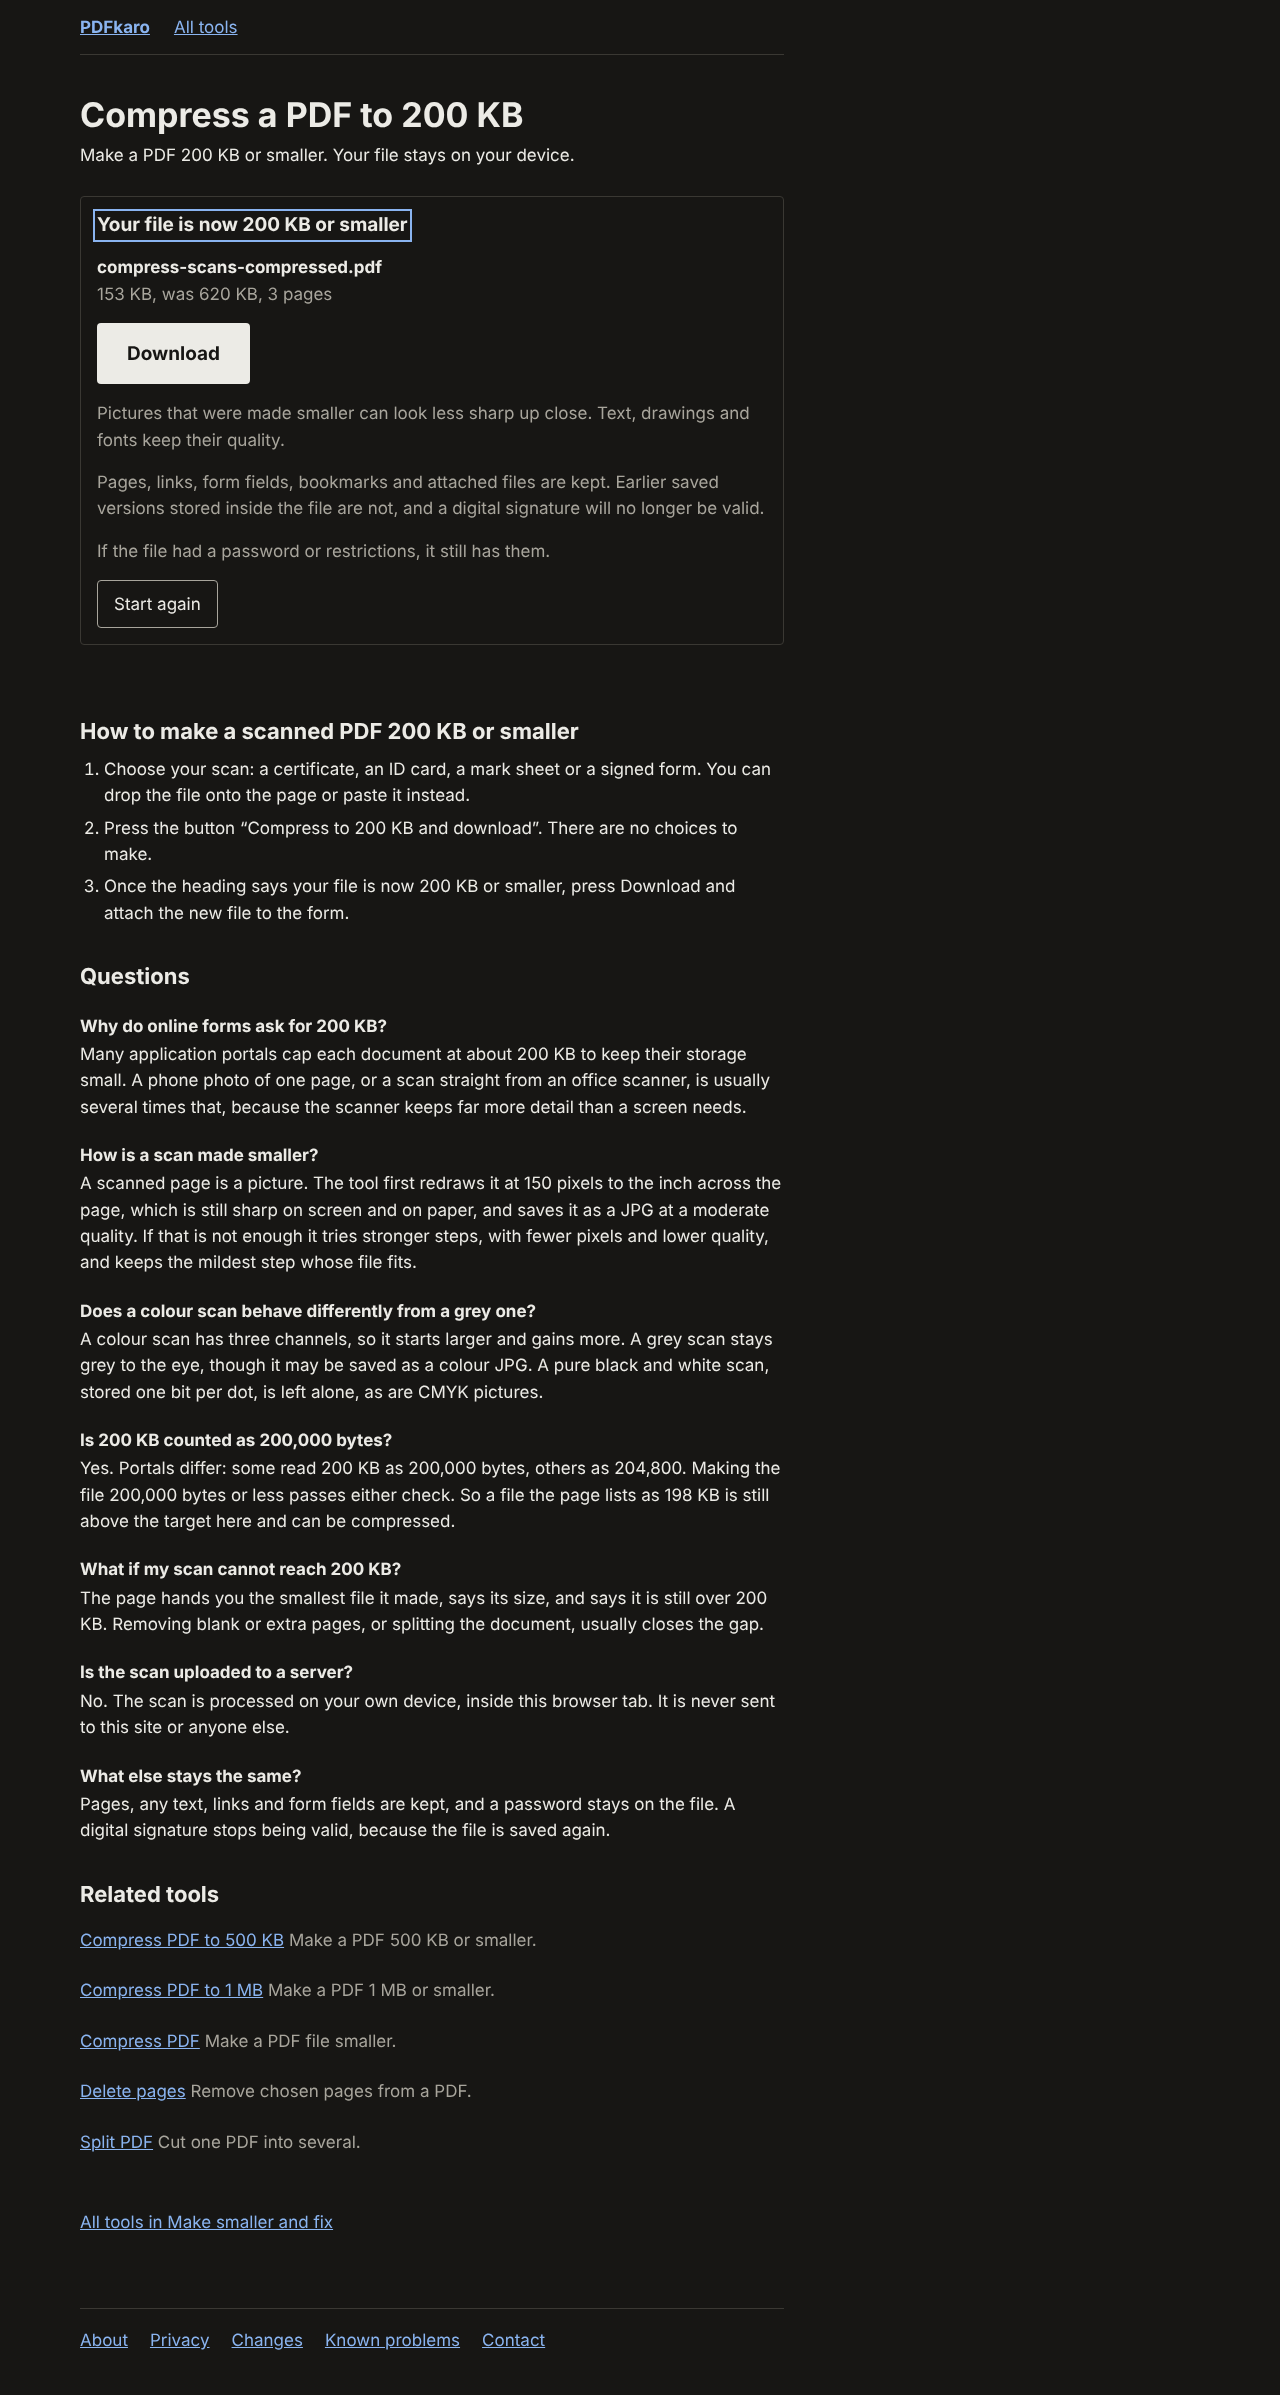 PDFkaro All tools
Compress a PDF to 200 KB
Make a PDF 200 KB or smaller. Your file stays on your device.
Your file is now 200 KB or smaller
compress-scans-compressed.pdf
153 KB, was 620 KB, 3 pages
Download
Pictures that were made smaller can look less sharp up close. Text, drawings and
fonts keep their quality.
Pages, links, form fields, bookmarks and attached files are kept. Earlier saved
versions stored inside the file are not, and a digital signature will no longer be valid.
If the file had a password or restrictions, it still has them.
Start again
How to make a scanned PDF 200 KB or smaller
1. Choose your scan: a certificate, an ID card, a mark sheet or a signed form. You can
drop the file onto the page or paste it instead.
2. Press the button “Compress to 200 KB and download”. There are no choices to
make.
3. Once the heading says your file is now 200 KB or smaller, press Download and
attach the new file to the form.
Questions
Why do online forms ask for 200 KB?
Many application portals cap each document at about 200 KB to keep their storage
small. A phone photo of one page, or a scan straight from an office scanner, is usually
several times that, because the scanner keeps far more detail than a screen needs.
How is a scan made smaller?
A scanned page is a picture. The tool first redraws it at 150 pixels to the inch across the
page, which is still sharp on screen and on paper, and saves it as a JPG at a moderate
quality. If that is not enough it tries stronger steps, with fewer pixels and lower quality,
and keeps the mildest step whose file fits.
Does a colour scan behave differently from a grey one?
A colour scan has three channels, so it starts larger and gains more. A grey scan stays
grey to the eye, though it may be saved as a colour JPG. A pure black and white scan,
stored one bit per dot, is left alone, as are CMYK pictures.
Is 200 KB counted as 200,000 bytes?
Yes. Portals differ: some read 200 KB as 200,000 bytes, others as 204,800. Making the
file 200,000 bytes or less passes either check. So a file the page lists as 198 KB is still
above the target here and can be compressed.
What if my scan cannot reach 200 KB?
The page hands you the smallest file it made, says its size, and says it is still over 200
KB. Removing blank or extra pages, or splitting the document, usually closes the gap.
Is the scan uploaded to a server?
No. The scan is processed on your own device, inside this browser tab. It is never sent
to this site or anyone else.
What else stays the same?
Pages, any text, links and form fields are kept, and a password stays on the file. A
digital signature stops being valid, because the file is saved again.
Related tools
Compress PDF to 500 KB Make a PDF 500 KB or smaller.
Compress PDF to 1 MB Make a PDF 1 MB or smaller.
Compress PDF Make a PDF file smaller.
Delete pages Remove chosen pages from a PDF.
Split PDF Cut one PDF into several.
All tools in Make smaller and fix
About Privacy Changes Known problems Contact